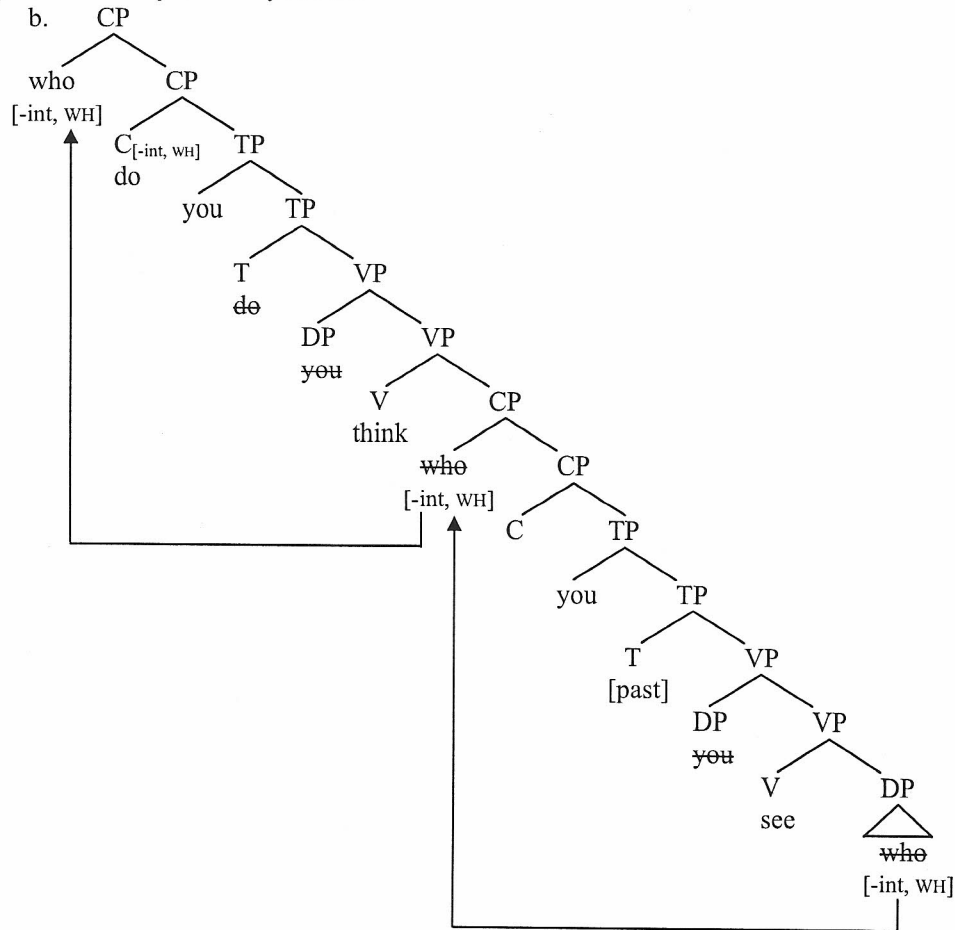 b. CP
who CP
[-int, WH] C[-int, WH] TP
do
you TP
T VP
do
DP VP
you
V CP
think
who CP
[-int, WH] C TP
you TP
T VP
[past]
DP VP
you
V DP
see
who
[-int, WH]